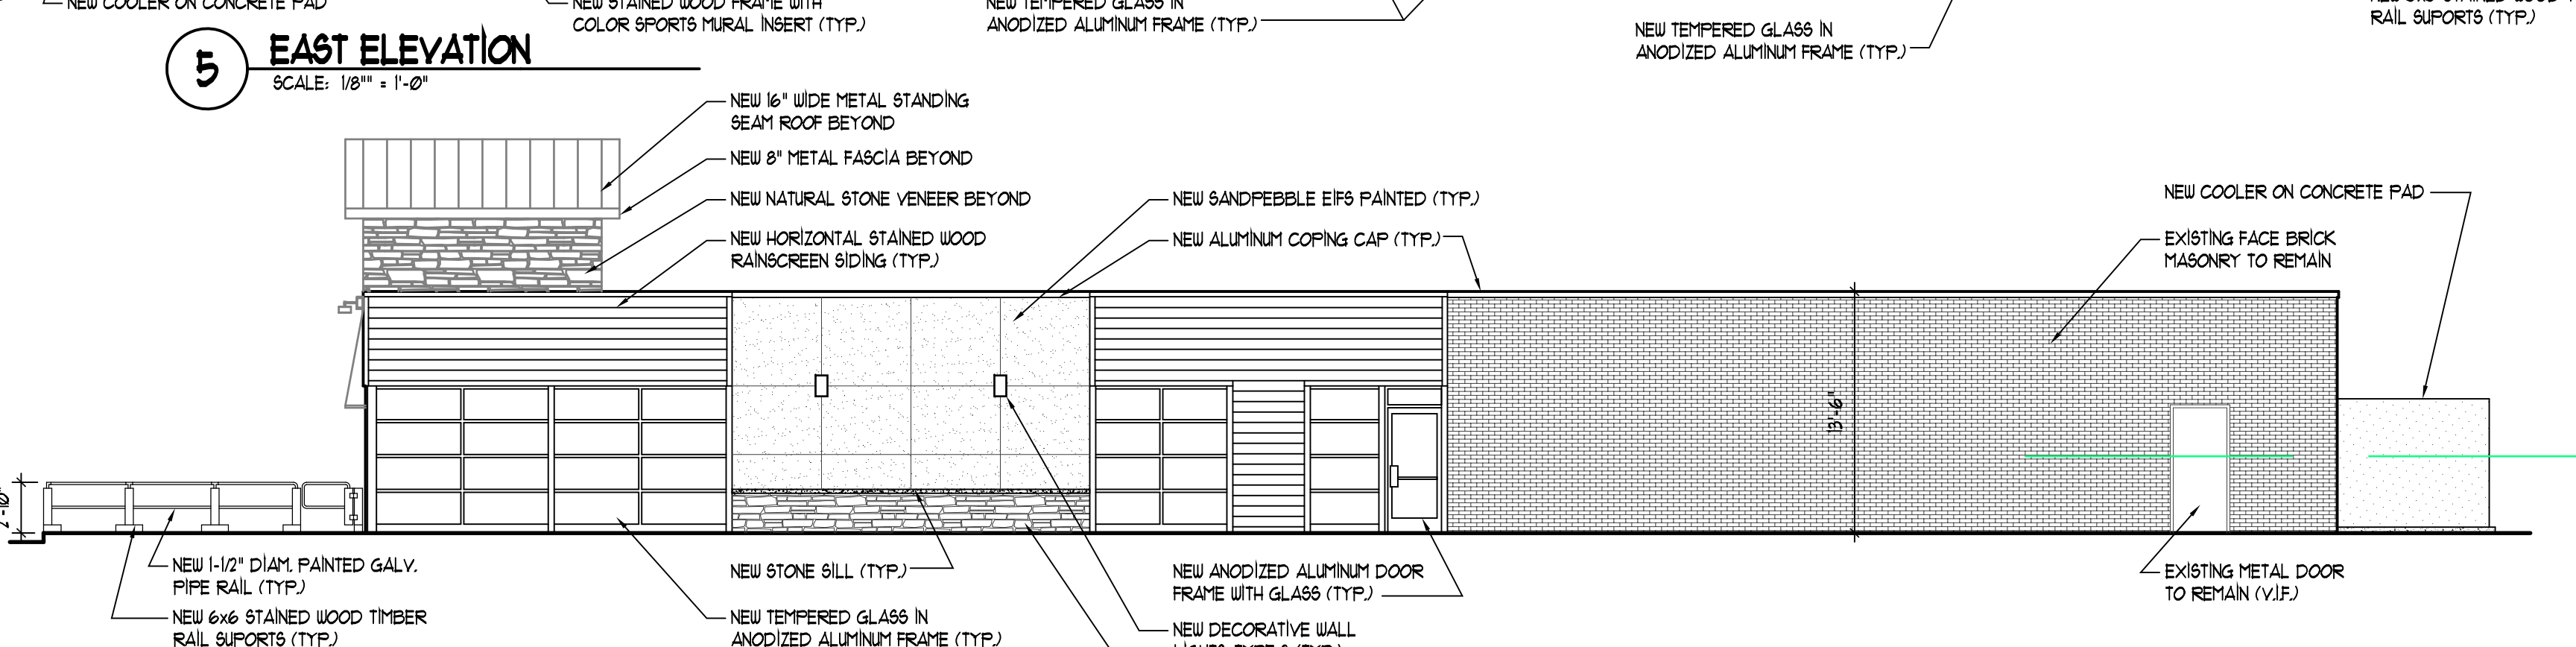 NEW COOLER ON CONCRETE PAD
NEW STAINED WOOD FRAME WITH
COLOR SPORTS MURAL INSERT (TYP.)
NEW TEMPERED GLASS IN
ANODIZED ALUMINUM FRAME (TYP.)
NEW TEMPERED GLASS IN
ANODIZED ALUMINUM FRAME (TYP.)
RAIL SUPORTS (TYP.)
5
EAST ELEVATION
SCALE: 1/8"" = 1'-0"
NEW 16" WIDE METAL STANDING
SEAM ROOF BEYOND
NEW 8" METAL FASCIA BEYOND
NEW NATURAL STONE VENEER BEYOND
NEW HORIZONTAL STAINED WOOD
RAINSCREEN SIDING (TYP.)
NEW SANDPEBBLE EIFS PAINTED (TYP.)
NEW ALUMINUM COPING CAP (TYP.)
NEW COOLER ON CONCRETE PAD
EXISTING FACE BRICK
MASONRY TO REMAIN
13'-6"
2'-10"
NEW 1-1/2" DIAM. PAINTED GALV.
PIPE RAIL (TYP.)
NEW 6x6 STAINED WOOD TIMBER
RAIL SUPORTS (TYP.)
NEW STONE SILL (TYP.)
NEW TEMPERED GLASS IN
ANODIZED ALUMINUM FRAME (TYP.)
NEW ANODIZED ALUMINUM DOOR
FRAME WITH GLASS (TYP.)
NEW DECORATIVE WALL
EXISTING METAL DOOR
TO REMAIN (V.I.F.)